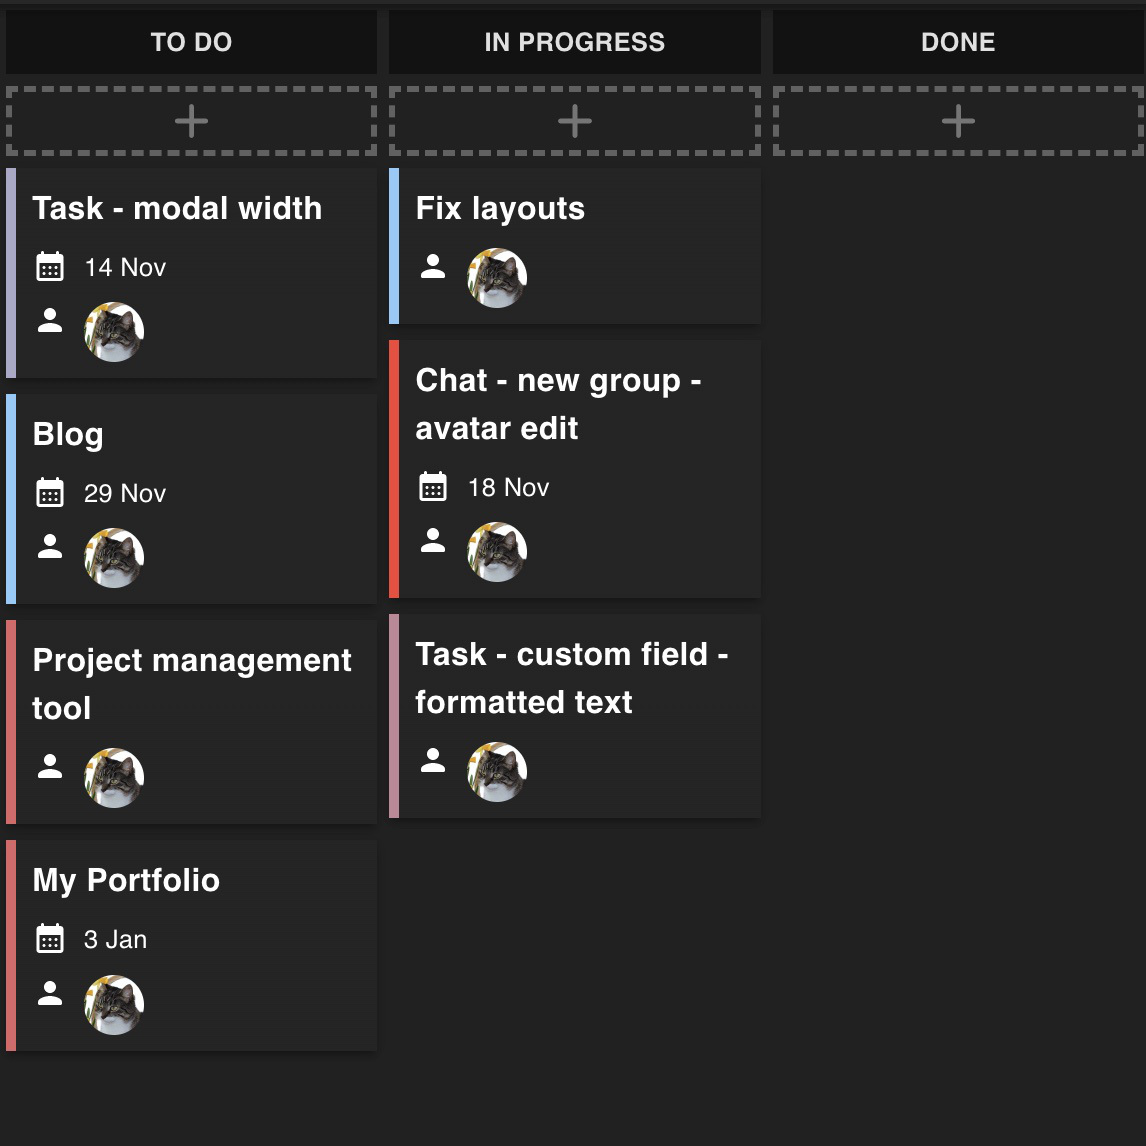 TO DO
IN PROGRESS
DONE
Task - modal width
14 Nov
Blog
29 Nov
Project management
tool
My Portfolio
3 Jan
Fix layouts
Chat - new group -
avatar edit
18 Nov
Task - custom field -
formatted text